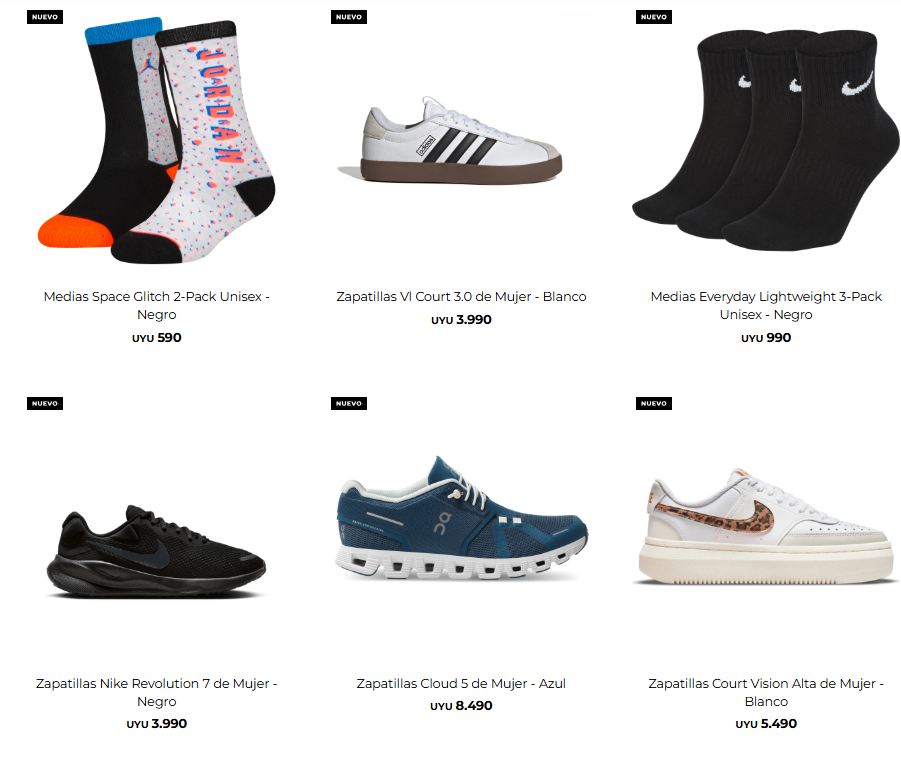 NUEVO
NUEVO
NUEVO
JORDAN
adidas
Medias Space Glitch 2-Pack Unisex -
Negro
UYU 590
Zapatillas Vl Court 3.0 de Mujer - Blanco
UYU 3.990
Medias Everyday Lightweight 3-Pack
Unisex - Negro
UYU 990
NUEVO
NUEVO
NUEVO
Zapatillas Nike Revolution 7 de Mujer -
Negro
UYU 3.990
Zapatillas Cloud 5 de Mujer - Azul
UYU 8.490
Zapatillas Court Vision Alta de Mujer -
Blanco
UYU 5.490